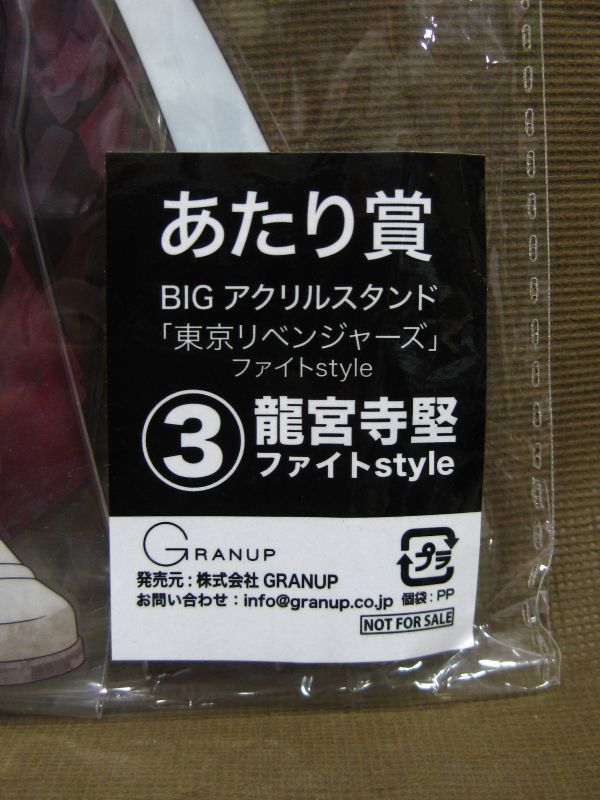 あたり賞
BIG アクリルスタンド
「東京リベンジャーズ」
ファイトstyle
③ 龍宮寺堅
ファイトstyle
GRANUP
発売元：株式会社 GRANUP
お問い合わせ：info@granup.co.jp 個袋：PP
プラ
NOT FOR SALE